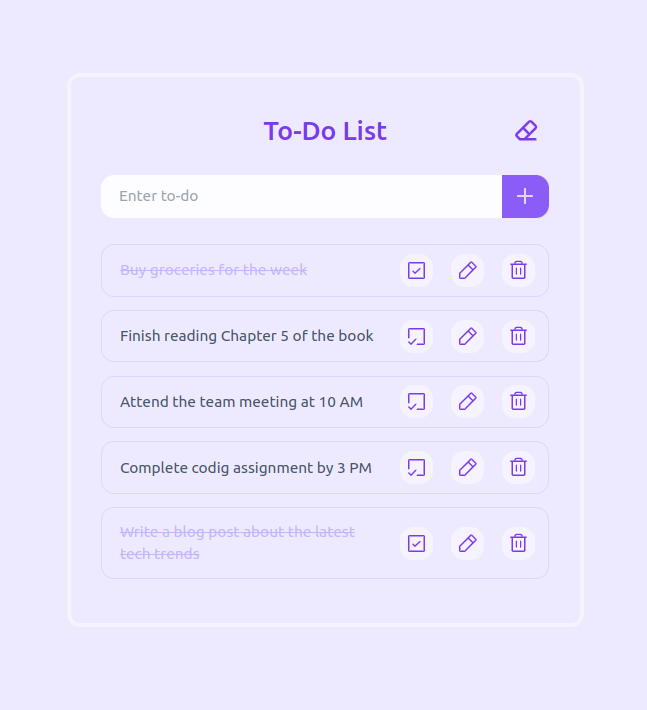 To-Do List
Enter to-do
Buy groceries for the week
Finish reading Chapter 5 of the book
Attend the team meeting at 10 AM
Complete codig assignment by 3 PM
Write a blog post about the latest
tech trends